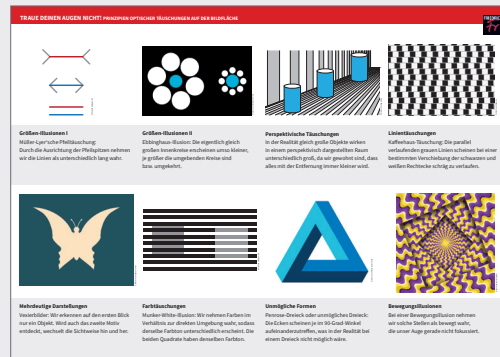 TRAUE DEINEN AUGEN NICHT! PRINZIPIEN OPTISCHER TÄUSCHUNGEN AUF DER BILDFLÄCHE
FRIEDRICH
Größen-Illusionen I
Müller-Lyer'sche Pfeiltäuschung:
Durch die Ausrichtung der Pfeilspitzen nehmen
wir die Linien als unterschiedlich lang wahr.
Größen-Illusionen II
Ebbinghaus-Illusion: Die eigentlich gleich
großen Innenkreise erscheinen umso kleiner,
je größer die umgebenden Kreise sind
bzw. umgekehrt.
Perspektivische Täuschungen
In der Realität gleich große Objekte wirken
in einem perspektivisch dargestellten Raum
unterschiedlich groß, da wir gewohnt sind, dass
alles mit der Entfernung immer kleiner wird.
Linientäuschungen
Kaffeehaus-Täuschung: Die parallel
verlaufenden grauen Linien scheinen bei einer
bestimmten Verschiebung der schwarzen und
weißen Rechtecke schräg zu verlaufen.
Mehrdeutige Darstellungen
Vexierbilder: Wir erkennen auf den ersten Blick
nur ein Objekt. Wird auch das zweite Motiv
entdeckt, wechselt die Sichtweise hin und her.
Farbtäuschungen
Munker-White-Illusion: Wir nehmen Farben im
Verhältnis zur direkten Umgebung wahr, sodass
dieselbe Farbton unterschiedlich erscheint. Die
beiden Quadrate haben denselben Farbton.
Unmögliche Formen
Penrose-Dreieck oder unmögliches Dreieck:
Die Ecken scheinen je im 90-Grad-Winkel
aufeinanderzutreffen, was in der Realität bei
einem Dreieck nicht möglich wäre.
Bewegungsillusionen
Bei einer Bewegungsillusion nehmen
wir solche Stellen als bewegt wahr,
die unser Auge gerade nicht fokussiert.